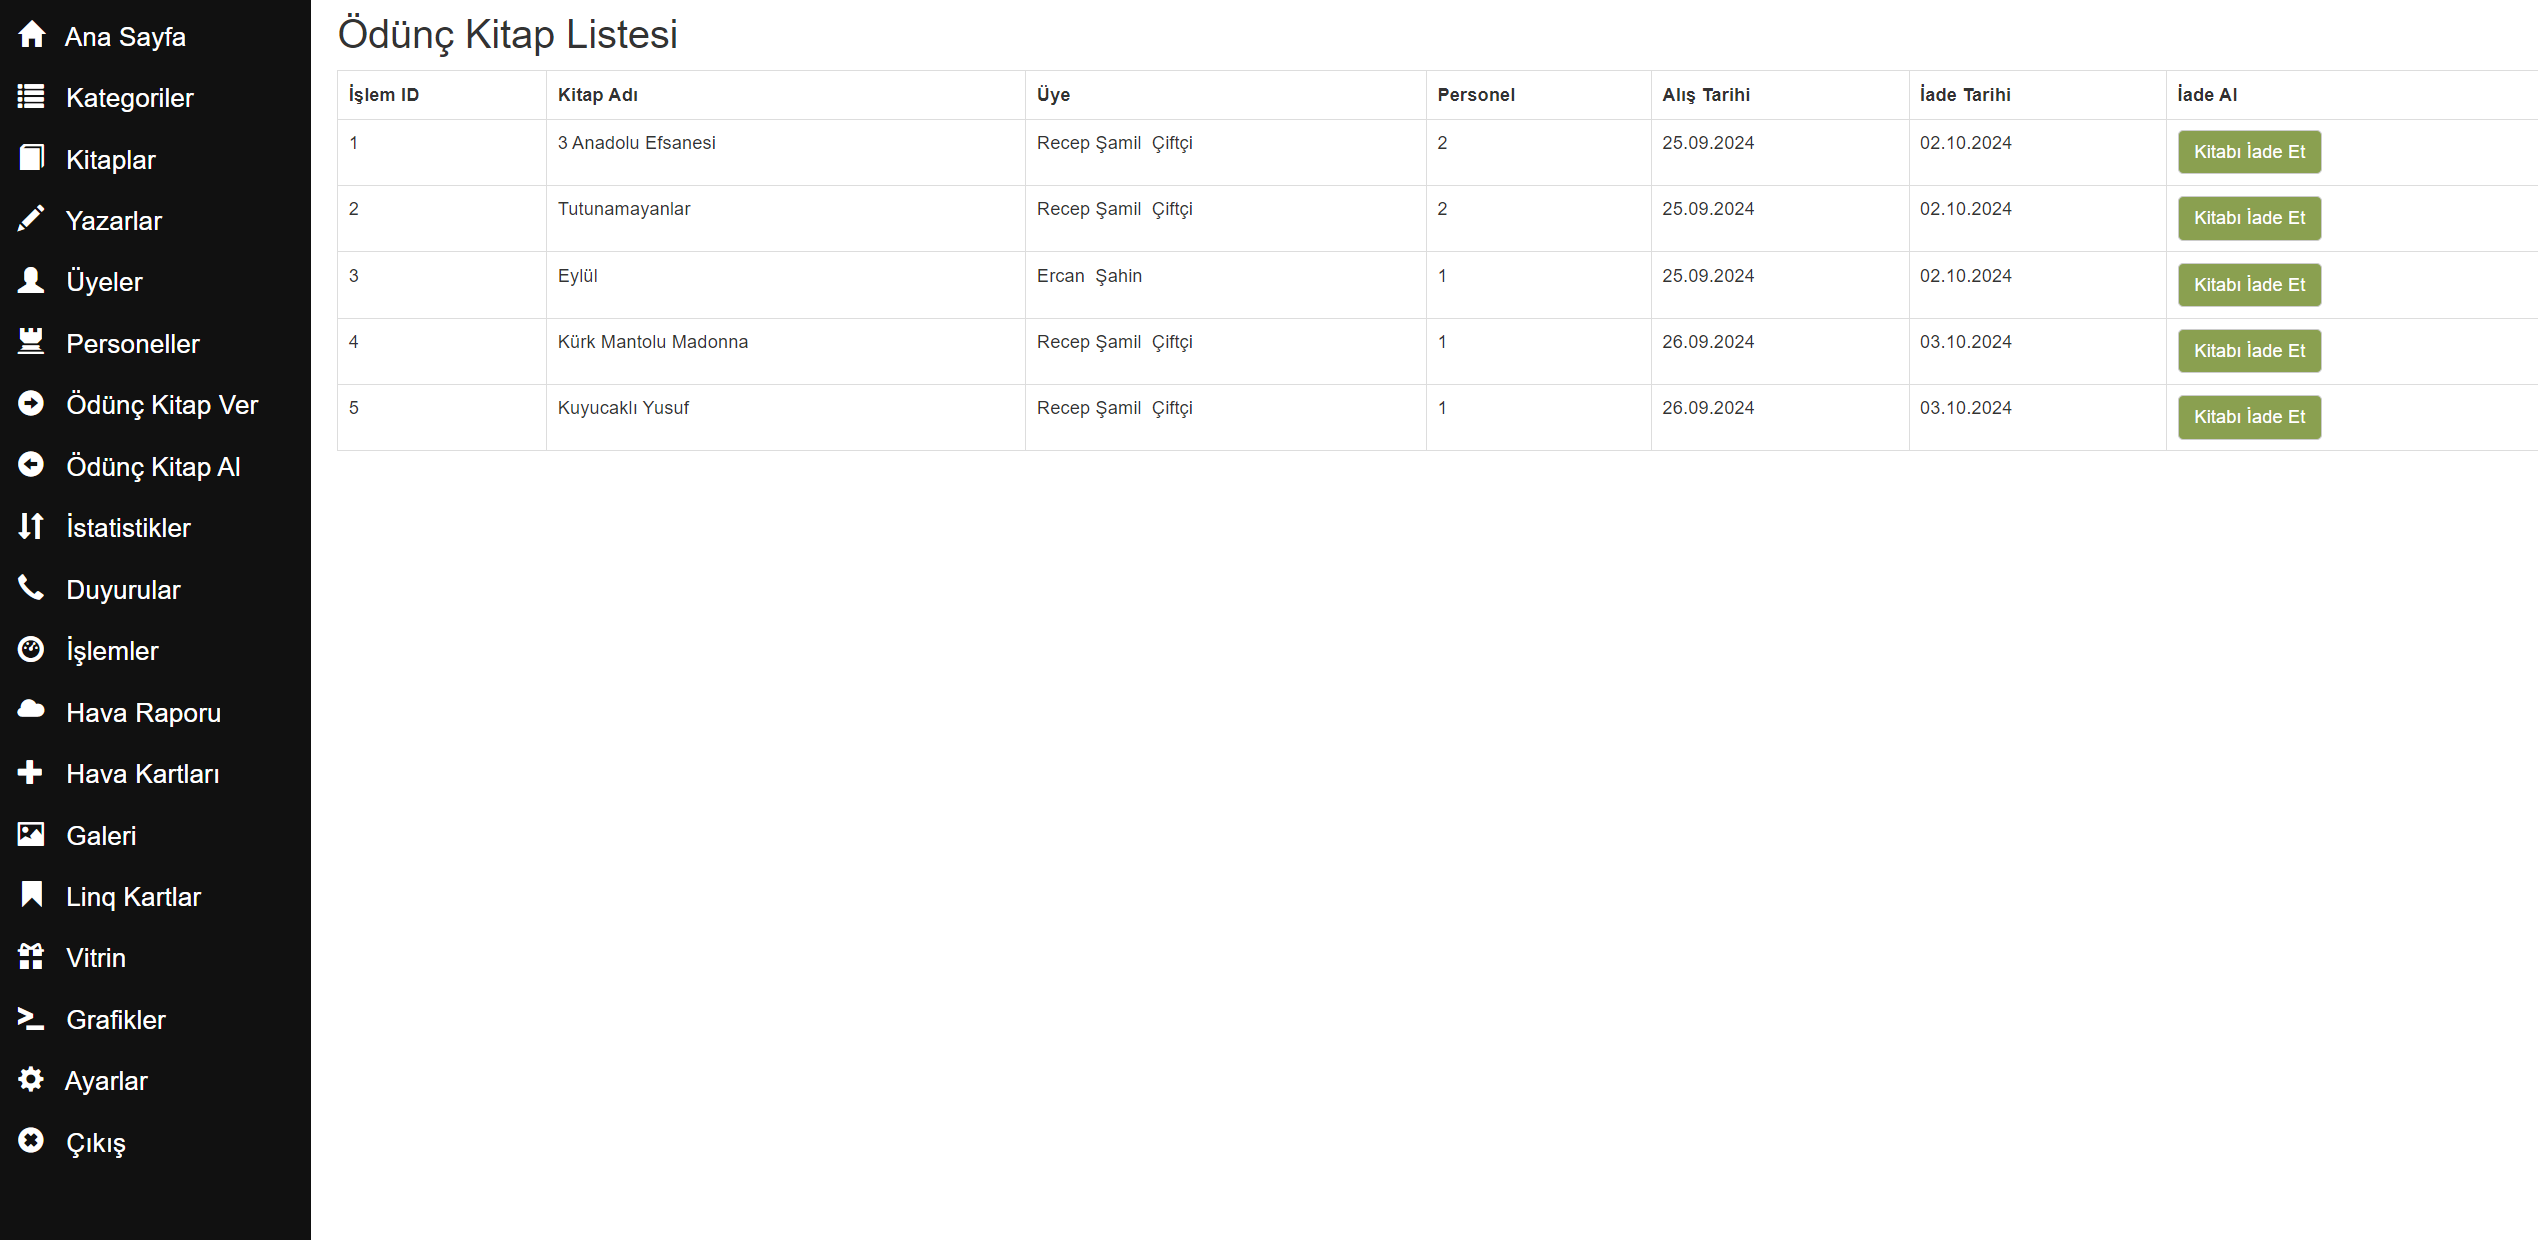 Ana Sayfa
Kategoriler
Kitaplar
Yazarlar
Üyeler
Personeller
Ödünç Kitap Ver
Ödünç Kitap Al
İstatistikler
Duyurular
İşlemler
Hava Raporu
Hava Kartları
Galeri
Linq Kartlar
Vitrin
Grafikler
Ayarlar
Çıkış
Ödünç Kitap Listesi
İşlem ID Kitap Adı Üye Personel Alış Tarihi İade Tarihi İade Al
1 3 Anadolu Efsanesi Recep Şamil Çiftçi 2 25.09.2024 02.10.2024 Kitabı İade Et
2 Tutunamayanlar Recep Şamil Çiftçi 2 25.09.2024 02.10.2024 Kitabı İade Et
3 Eylül Ercan Şahin 1 25.09.2024 02.10.2024 Kitabı İade Et
4 Kürk Mantolu Madonna Recep Şamil Çiftçi 1 26.09.2024 03.10.2024 Kitabı İade Et
5 Kuyucaklı Yusuf Recep Şamil Çiftçi 1 26.09.2024 03.10.2024 Kitabı İade Et